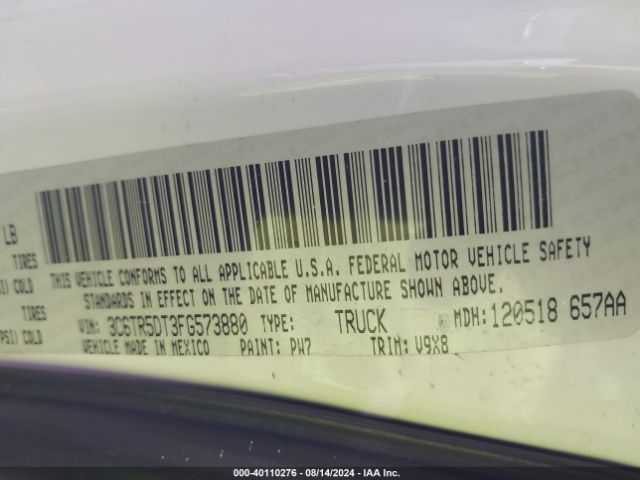 LB
TIRES
SI) COLD
TIRES
PSI) COLD
THIS VEHICLE CONFORMS TO ALL APPLICABLE U.S.A. FEDERAL MOTOR VEHICLE SAFETY
STANDARDS IN EFFECT ON THE DATE OF MANUFACTURE SHOWN ABOVE.
VIN: 3C6TR5DT3FG573880 TYPE: TRUCK MDH:120518 657AA
VEHICLE MADE IN MEXICO PAINT: PW7 TRIM: V9X8
000-40110276 - 08/14/2024 - IAA Inc.